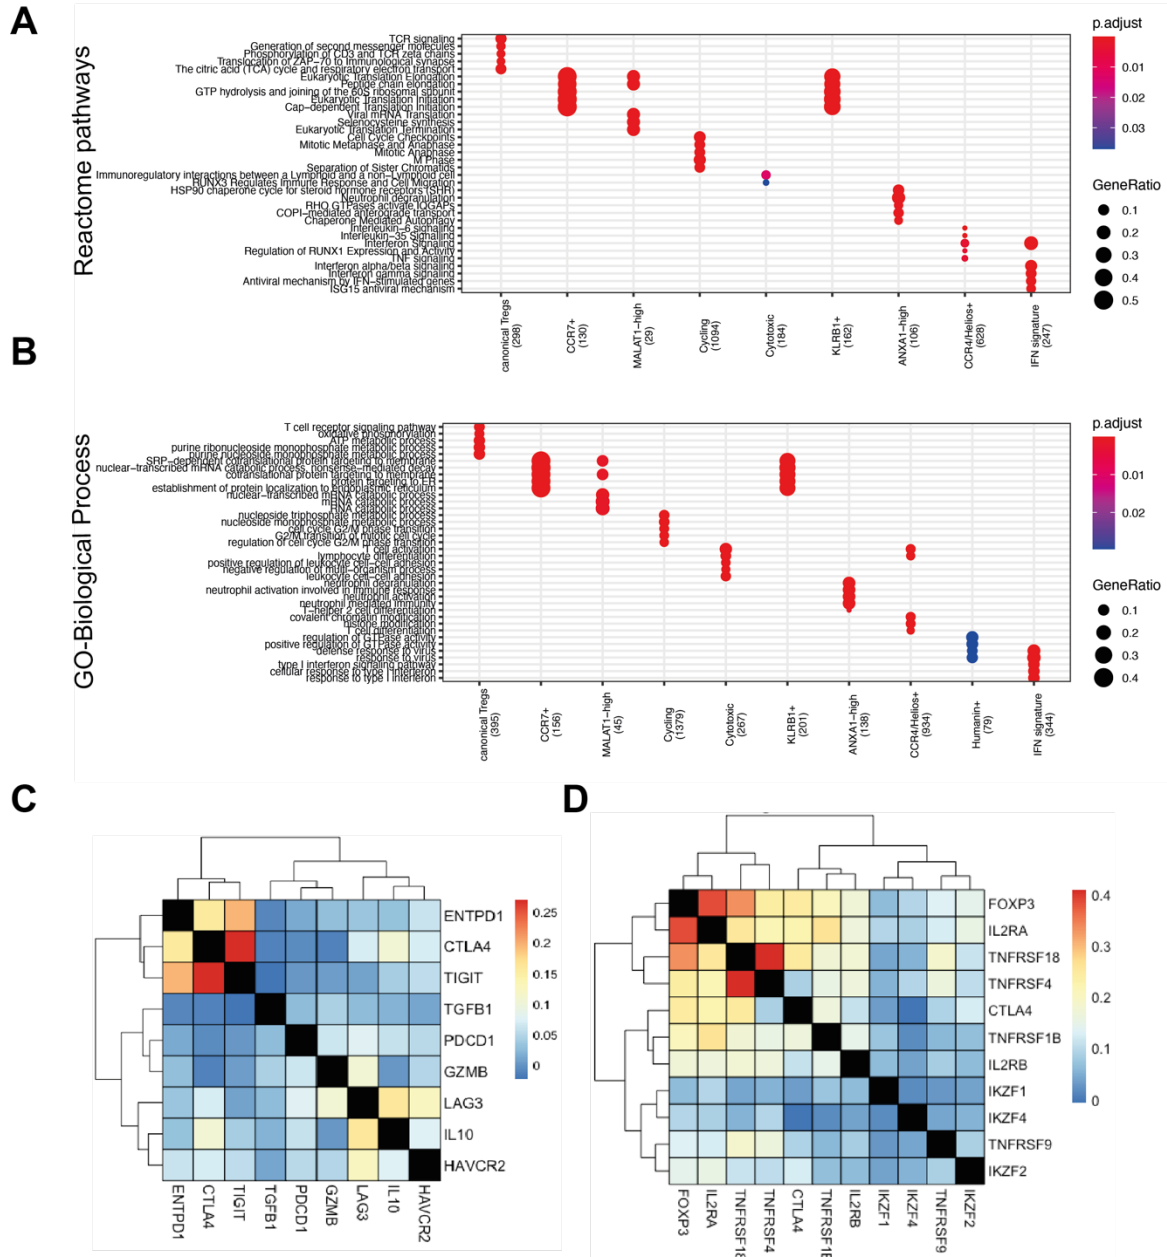 A
Reactome pathways
TCR signaling
Generation of second messenger molecules
Phosphorylation of CD3 and TCR zeta chains
Translocation of ZAP-70 to Immunological synapse
The citric acid (TCA) cycle and respiratory electron transport
Eukaryotic Translation Elongation
Peptide chain elongation
GTP hydrolysis and joining of the 60S ribosomal subunit
Eukaryotic Translation Initiation
Cap-dependent Translation Initiation
Viral mRNA Translation
Selenocysteine synthesis
Eukaryotic Translation Termination
Cell Cycle Checkpoints
Mitotic Metaphase and Anaphase
Mitotic Anaphase
M Phase
Separation of Sister Chromatids
Immunoregulatory interactions between a Lymphoid and a non-Lymphoid cell
RUNX3 Regulates Immune Response and Cell Migration
HSP90 chaperone cycle for steroid hormone receptors (SHR)
Neutrophil degranulation
RHO GTPases activate IQGAPs
COPI-mediated anterograde transport
Chaperone Mediated Autophagy
Interleukin-6 signaling
Interleukin-35 Signalling
Interferon Signaling
Regulation of RUNX1 Expression and Activity
TNF signaling
Interferon alpha/beta signaling
Interferon gamma signaling
Antiviral mechanism by IFN-stimulated genes
ISG15 antiviral mechanism
canonical Tregs
(298)
CCR7+
(130)
MALAT1-high
(29)
Cycling
(1094)
Cytotoxic
(184)
KLRB1+
(162)
ANXA1-high
(106)
CCR4/Helios+
(628)
IFN signature
(247)
p.adjust
0.01
0.02
0.03
GeneRatio
0.1
0.2
0.3
0.4
0.5
B
GO-Biological Process
T cell receptor signaling pathway
oxidative phosphorylation
ATP metabolic process
purine ribonucleoside monophosphate metabolic process
purine nucleoside monophosphate metabolic process
SRP-dependent cotranslational protein targeting to membrane
nuclear-transcribed mRNA catabolic process, nonsense-mediated decay
cotranslational protein targeting to membrane
protein targeting to ER
establishment of protein localization to endoplasmic reticulum
nuclear-transcribed mRNA catabolic process
mRNA catabolic process
RNA catabolic process
nucleoside triphosphate metabolic process
nucleoside monophosphate metabolic process
cell cycle G2/M phase transition
G2/M transition of mitotic cell cycle
regulation of cell cycle G2/M phase transition
T cell activation
lymphocyte differentiation
positive regulation of leukocyte cell-cell adhesion
negative regulation of multi-organism process
leukocyte cell-cell adhesion
neutrophil degranulation
neutrophil activation involved in immune response
neutrophil activation
neutrophil mediated immunity
T-helper 2 cell differentiation
covalent chromatin modification
histone modification
T cell differentiation
regulation of GTPase activity
positive regulation of GTPase activity
defense response to virus
response to virus
type I interferon signaling pathway
cellular response to type I interferon
response to type I interferon
canonical Tregs
(395)
CCR7+
(156)
MALAT1-high
(45)
Cycling
(1379)
Cytotoxic
(267)
KLRB1+
(201)
ANXA1-high
(138)
CCR4/Helios+
(934)
Humanin+
(79)
IFN signature
(344)
p.adjust
0.01
0.02
GeneRatio
0.1
0.2
0.3
0.4
C
ENTPD1
CTLA4
TIGIT
TGFB1
PDCD1
GZMB
LAG3
IL10
HAVCR2
ENTPD1
CTLA4
TIGIT
TGFB1
PDCD1
GZMB
LAG3
IL10
HAVCR2
0.25
0.2
0.15
0.1
0.05
0
D
FOXP3
IL2RA
TNFRSF18
TNFRSF4
CTLA4
TNFRSF1B
IL2RB
IKZF1
IKZF4
TNFRSF9
IKZF2
FOXP3
IL2RA
TNFRSF18
TNFRSF4
CTLA4
TNFRSF1B
IL2RB
IKZF1
IKZF4
TNFRSF9
IKZF2
0.4
0.3
0.2
0.1
0